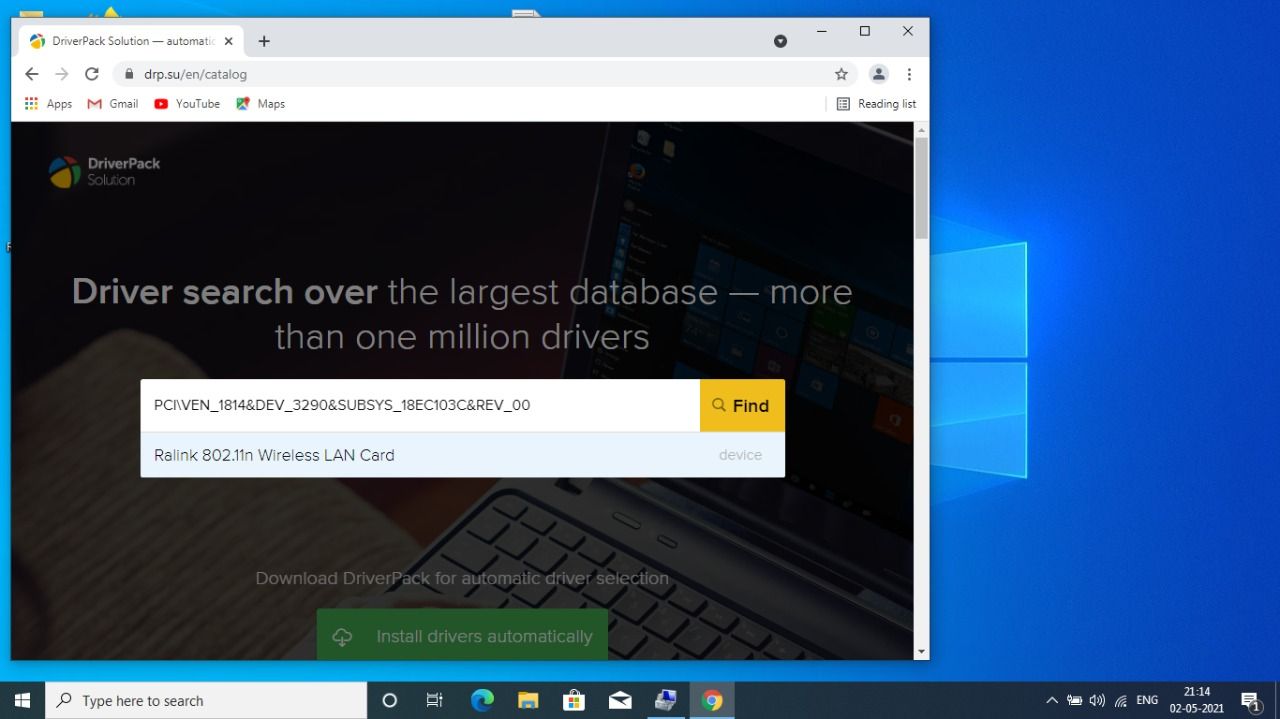 DriverPack Solution — automatic
drp.su/en/catalog
Apps
Gmail
YouTube
Maps
Reading list
DriverPack
Solution
Driver search over the largest database — more
than one million drivers
PCI\VEN_1814&DEV_3290&SUBSYS_18EC103C&REV_00
Find
Ralink 802.11n Wireless LAN Card
device
Download DriverPack for automatic driver selection
Install drivers automatically
Type here to search
ENG
21:14
02-05-2021
1